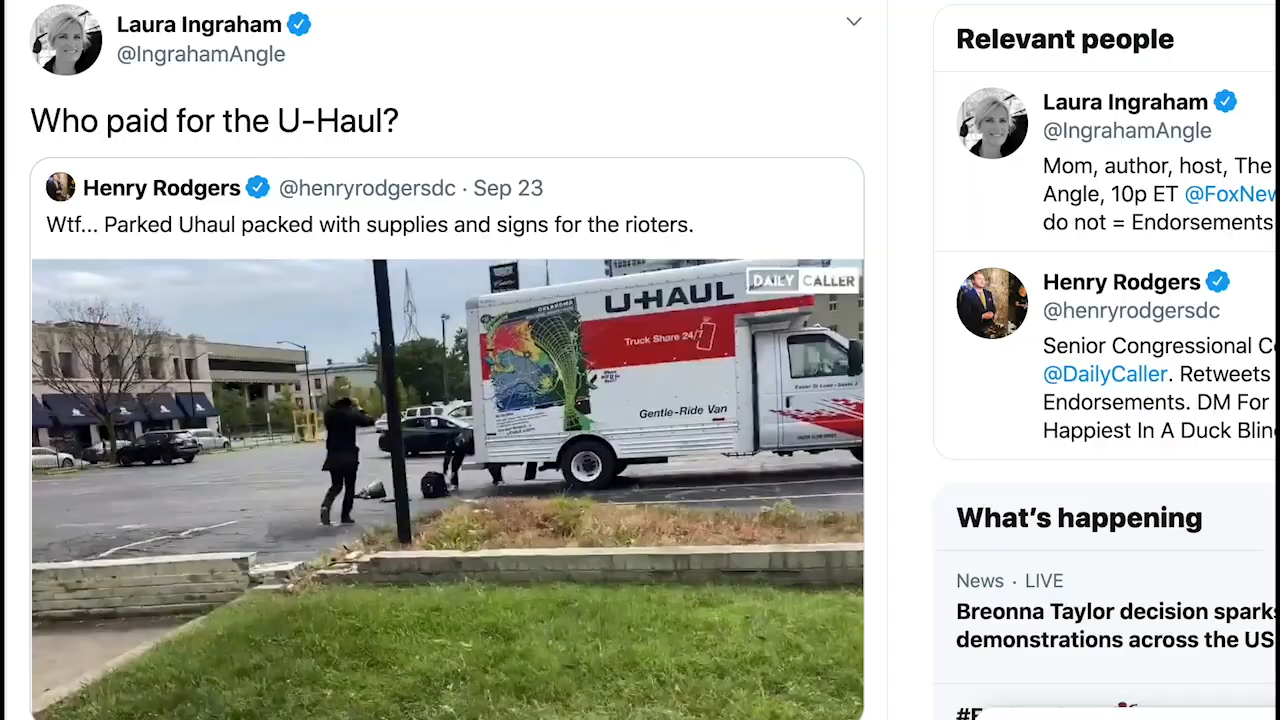 Laura Ingraham
@IngrahamAngle
Who paid for the U-Haul?
Henry Rodgers @henryrodgersdc · Sep 23
Wtf... Parked Uhaul packed with supplies and signs for the rioters.
DAILY CALLER
U-HAUL
OKLAHOMA
Truck Share 24/7
Gentle-Ride Van
Relevant people
Laura Ingraham
@IngrahamAngle
Mom, author, host, The
Angle, 10p ET @FoxNew
do not = Endorsements
Henry Rodgers
@henryrodgersdc
Senior Congressional C
@DailyCaller. Retweets
Endorsements. DM For
Happiest In A Duck Blin
What's happening
News · LIVE
Breonna Taylor decision sparks
demonstrations across the US